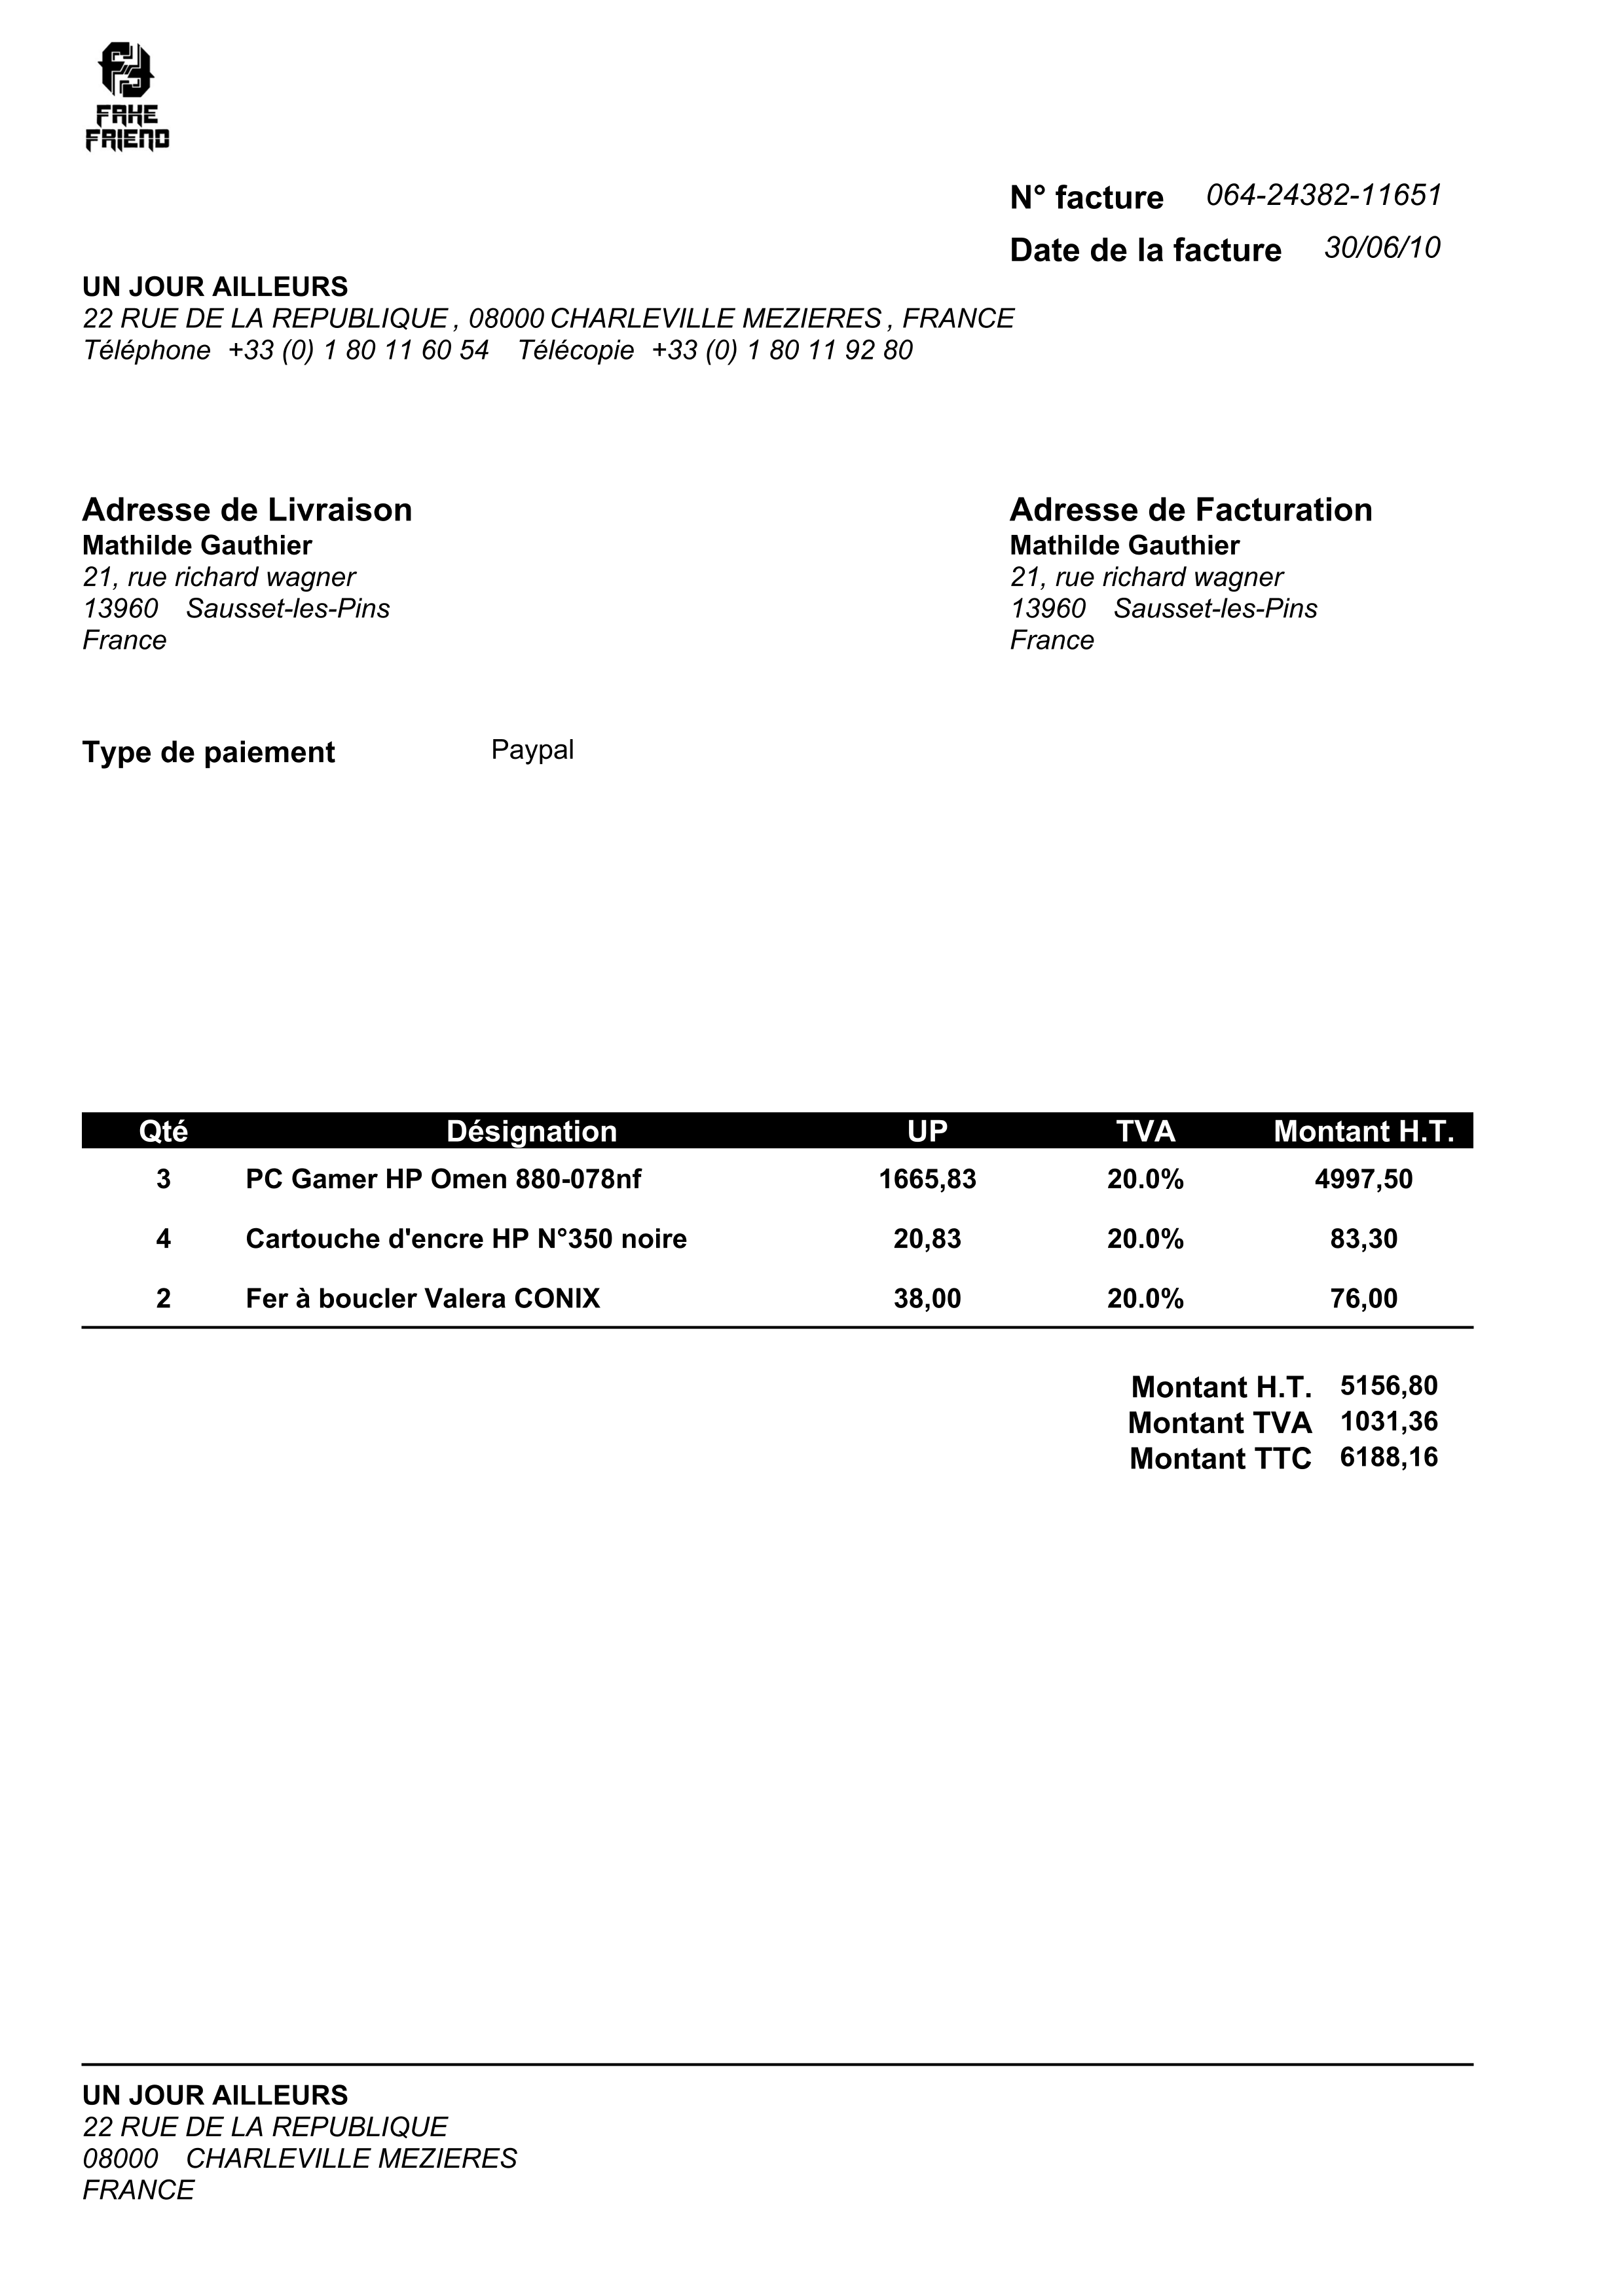 FAKE
FRIEND
N° facture 064-24382-11651
Date de la facture 30/06/10
UN JOUR AILLEURS
22 RUE DE LA REPUBLIQUE , 08000 CHARLEVILLE MEZIERES , FRANCE
Téléphone +33 (0) 1 80 11 60 54 Télécopie +33 (0) 1 80 11 92 80
Adresse de Livraison
Mathilde Gauthier
21, rue richard wagner
13960 Sausset-les-Pins
France
Adresse de Facturation
Mathilde Gauthier
21, rue richard wagner
13960 Sausset-les-Pins
France
Type de paiement Paypal
Qté Désignation UP TVA Montant H.T.
3 PC Gamer HP Omen 880-078nf 1665,83 20.0% 4997,50
4 Cartouche d'encre HP N°350 noire 20,83 20.0% 83,30
2 Fer à boucler Valera CONIX 38,00 20.0% 76,00
Montant H.T. 5156,80
Montant TVA 1031,36
Montant TTC 6188,16
UN JOUR AILLEURS
22 RUE DE LA REPUBLIQUE
08000 CHARLEVILLE MEZIERES
FRANCE